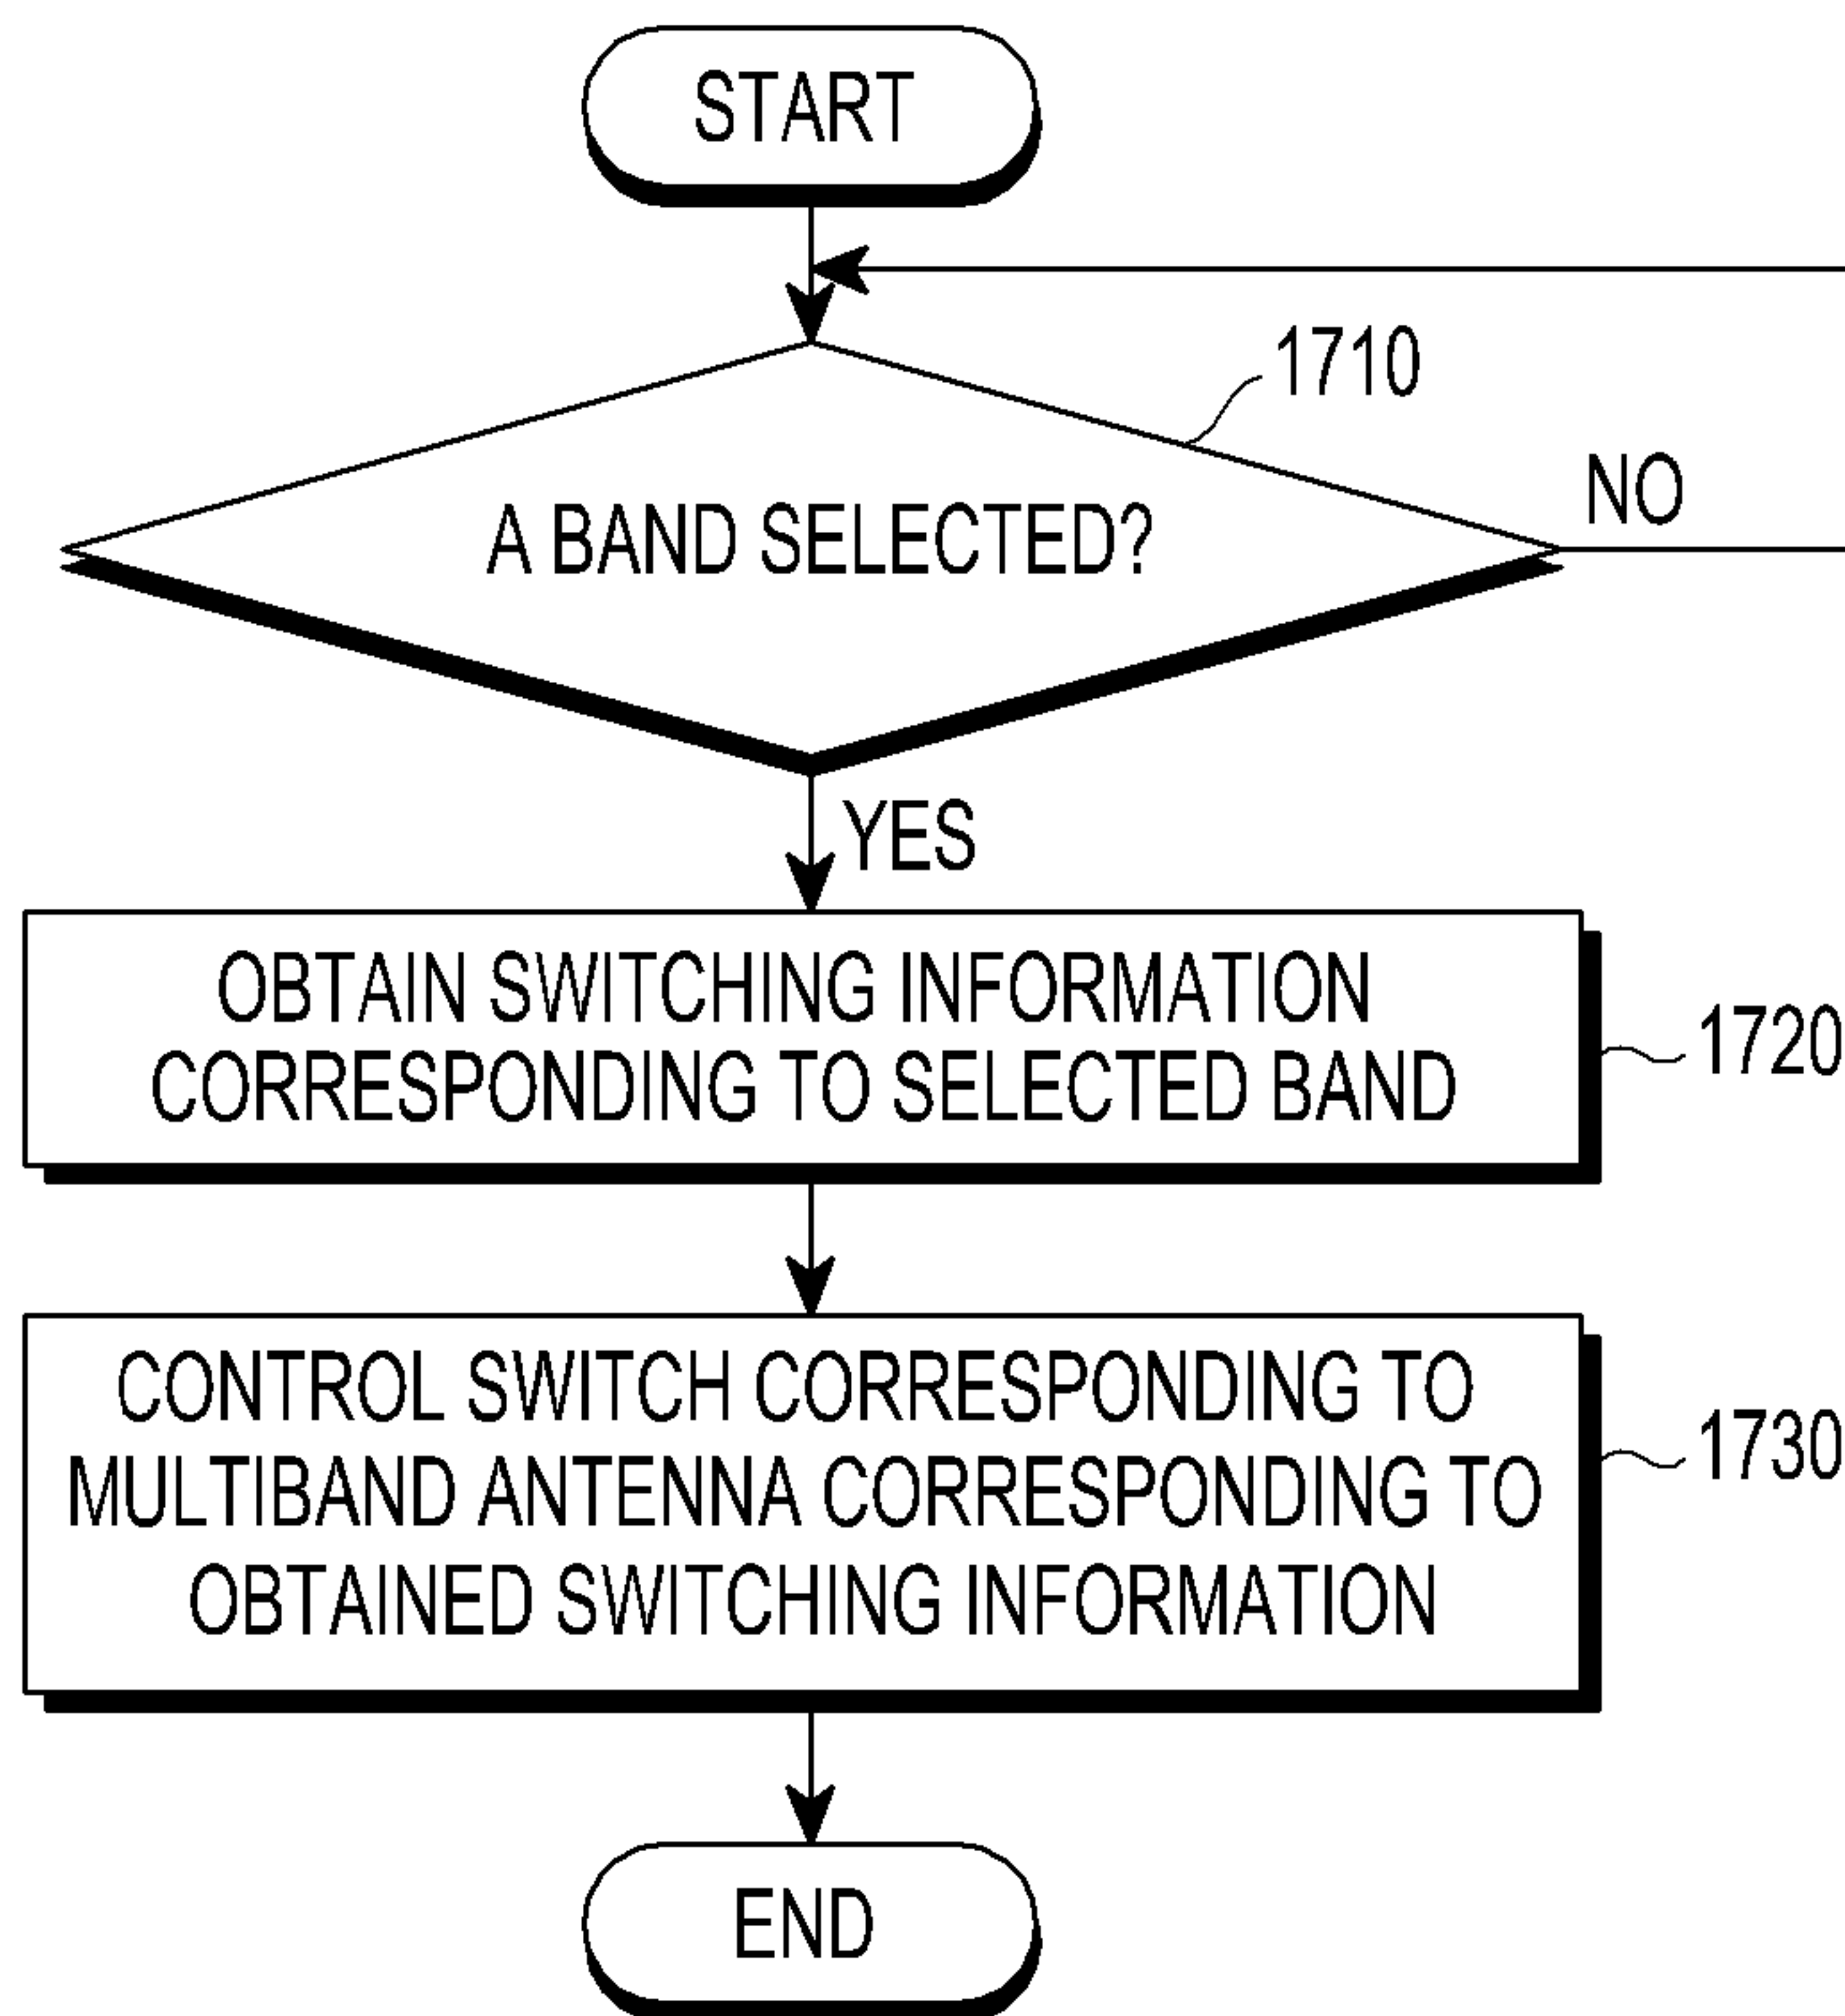 START
1710
A BAND SELECTED?
NO
YES
OBTAIN SWITCHING INFORMATION
CORRESPONDING TO SELECTED BAND
1720
CONTROL SWITCH CORRESPONDING TO
MULTIBAND ANTENNA CORRESPONDING TO
OBTAINED SWITCHING INFORMATION
1730
END